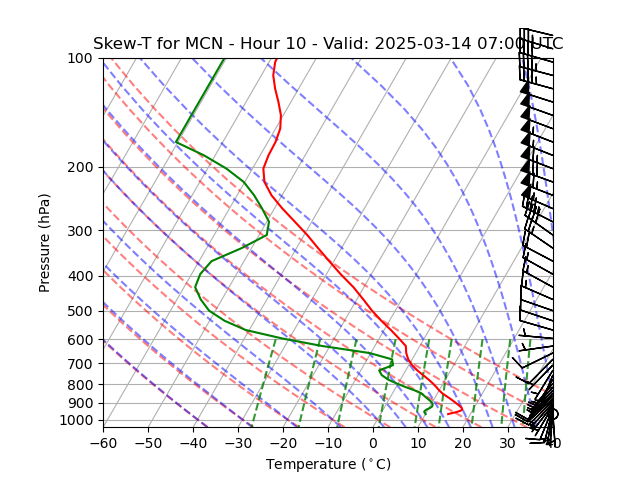 Skew-T for MCN - Hour 10 - Valid: 2025-03-14 07:00 UTC
100
200
300
400
500
600
700
800
900
1000
Pressure (hPa)
−60 −50 −40 −30 −20 −10 0 10 20 30 40
Temperature (°C)